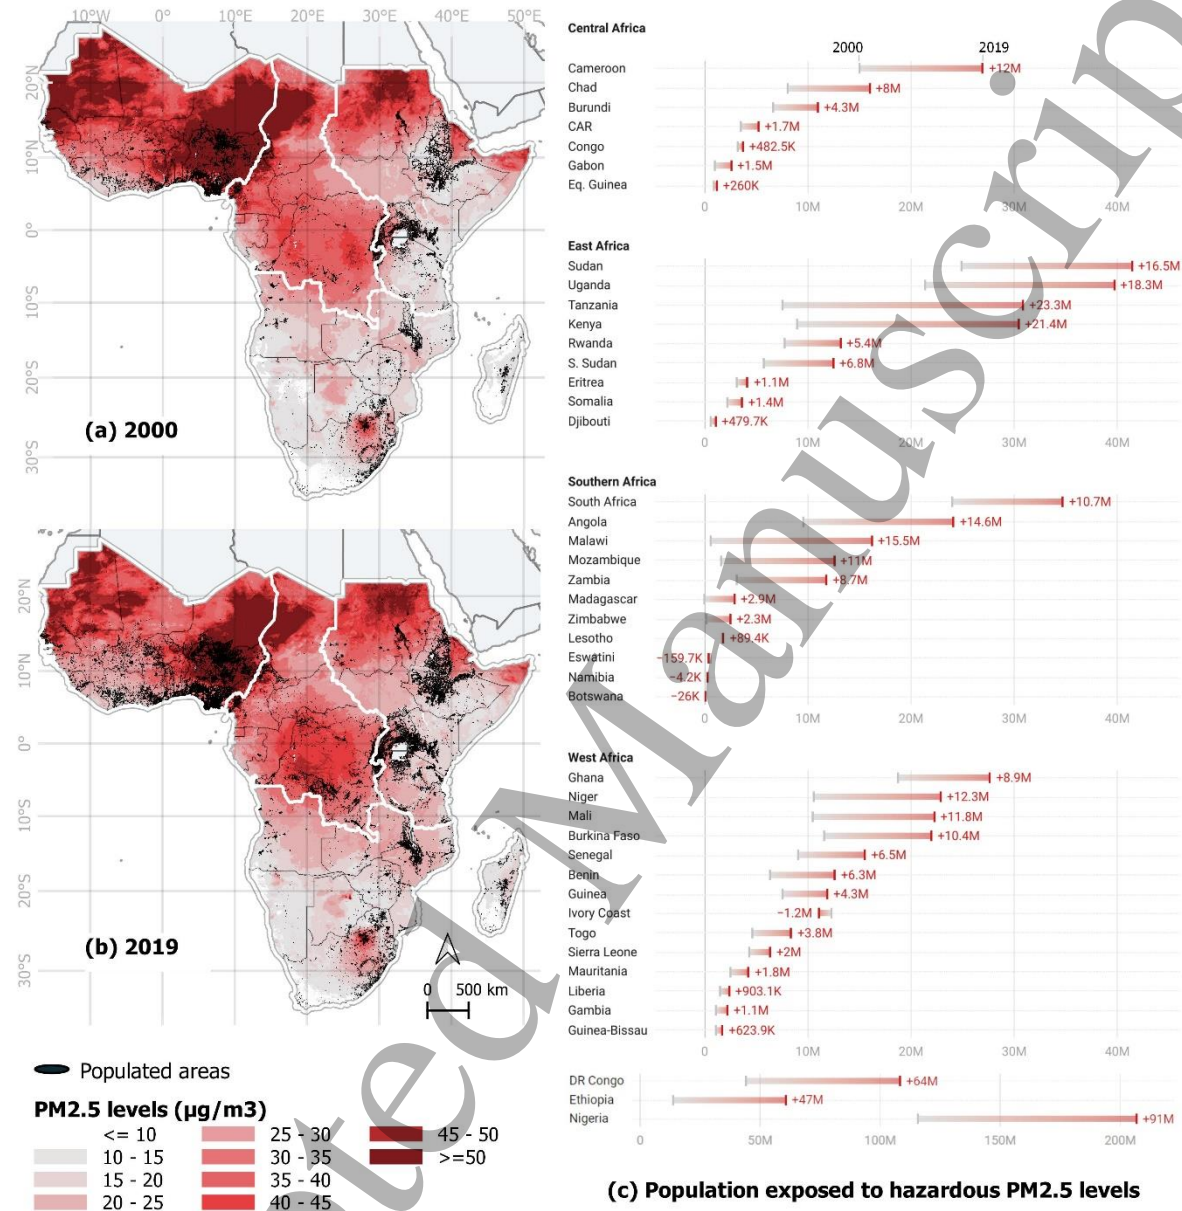 10°W 0° 10°E 20°E 30°E 40°E 50°E
20°N
10°N
0°
10°S
20°S
30°S
(a) 2000
20°N
10°N
0°
10°S
20°S
30°S
(b) 2019
0 500 km
Populated areas
PM2.5 levels (µg/m3)
<= 10 25 - 30 45 - 50
10 - 15 30 - 35 >=50
15 - 20 35 - 40
20 - 25 40 - 45
Central Africa
2000 2019
Cameroon +12M
Chad +8M
Burundi +4.3M
CAR +1.7M
Congo +482.5K
Gabon +1.5M
Eq. Guinea +260K
0 10M 20M 30M 40M
East Africa
Sudan +16.5M
Uganda +18.3M
Tanzania +23.3M
Kenya +21.4M
Rwanda +5.4M
S. Sudan +6.8M
Eritrea +1.1M
Somalia +1.4M
Djibouti +479.7K
0 10M 20M 30M 40M
Southern Africa
South Africa +10.7M
Angola +14.6M
Malawi +15.5M
Mozambique +11M
Zambia +8.7M
Madagascar +2.9M
Zimbabwe +2.3M
Lesotho +89.4K
Eswatini −159.7K
Namibia −4.2K
Botswana −26K
0 10M 20M 30M 40M
West Africa
Ghana +8.9M
Niger +12.3M
Mali +11.8M
Burkina Faso +10.4M
Senegal +6.5M
Benin +6.3M
Guinea +4.3M
Ivory Coast −1.2M
Togo +3.8M
Sierra Leone +2M
Mauritania +1.8M
Liberia +903.1K
Gambia +1.1M
Guinea-Bissau +623.9K
0 10M 20M 30M 40M
DR Congo +64M
Ethiopia +47M
Nigeria +91M
0 50M 100M 150M 200M
(c) Population exposed to hazardous PM2.5 levels
ted Manuscrip